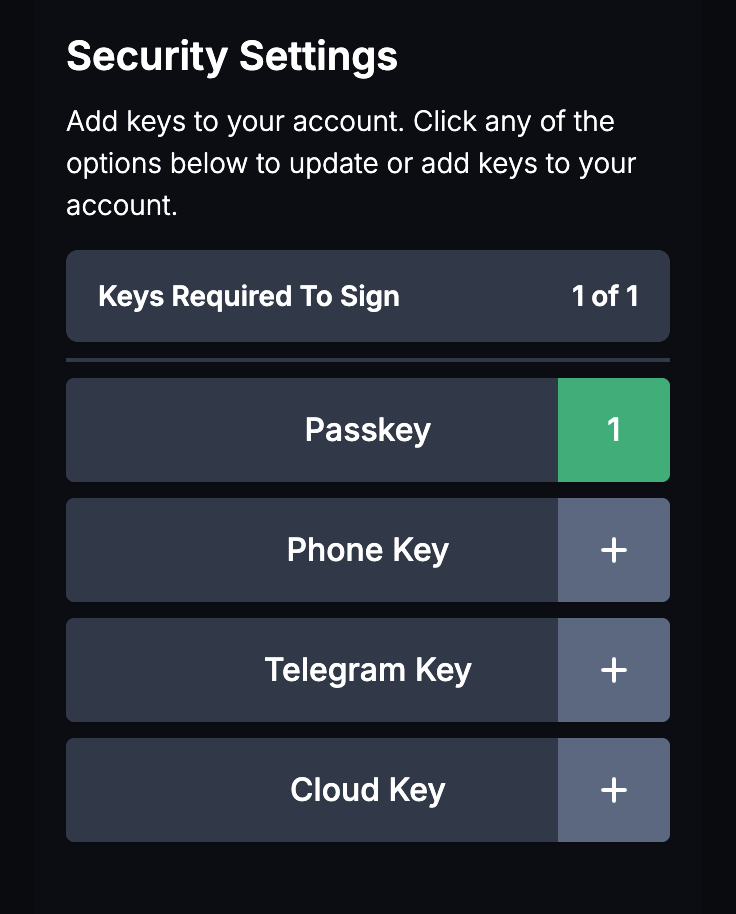 Security Settings
Add keys to your account. Click any of the
options below to update or add keys to your
account.
Keys Required To Sign 1 of 1
Passkey 1
Phone Key +
Telegram Key +
Cloud Key +